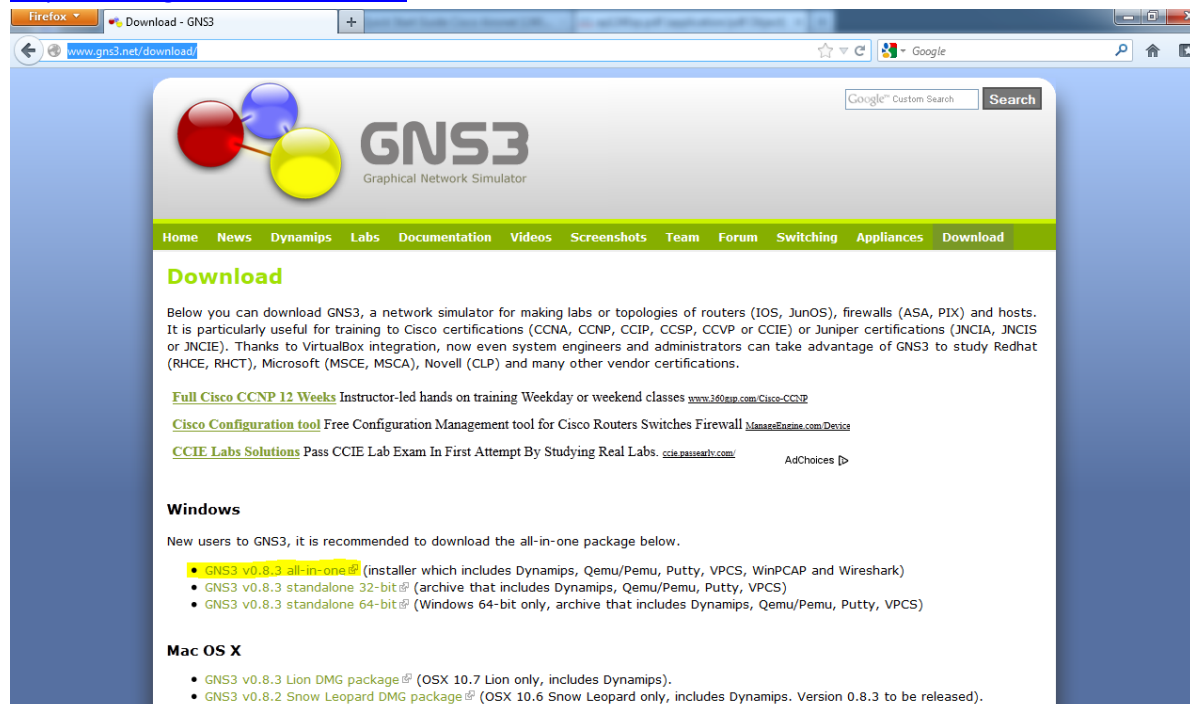 Firefox
Download - GNS3
www.gns3.net/download/
Google
Google™ Custom Search
Search
GNS3
Graphical Network Simulator
Home News Dynamips Labs Documentation Videos Screenshots Team Forum Switching Appliances Download
Download
Below you can download GNS3, a network simulator for making labs or topologies of routers (IOS, JunOS), firewalls (ASA, PIX) and hosts.
It is particularly useful for training to Cisco certifications (CCNA, CCNP, CCIP, CCSP, CCVP or CCIE) or Juniper certifications (JNCIA, JNCIS
or JNCIE). Thanks to VirtualBox integration, now even system engineers and administrators can take advantage of GNS3 to study Redhat
(RHCE, RHCT), Microsoft (MSCE, MSCA), Novell (CLP) and many other vendor certifications.
Full Cisco CCNP 12 Weeks Instructor-led hands on training Weekday or weekend classes www.360gsp.com/Cisco-CCNP
Cisco Configuration tool Free Configuration Management tool for Cisco Routers Switches Firewall ManageEngine.com/Device
CCIE Labs Solutions Pass CCIE Lab Exam In First Attempt By Studying Real Labs. ccie.passearly.com/
AdChoices
Windows
New users to GNS3, it is recommended to download the all-in-one package below.
• GNS3 v0.8.3 all-in-one (installer which includes Dynamips, Qemu/Pemu, Putty, VPCS, WinPCAP and Wireshark)
• GNS3 v0.8.3 standalone 32-bit (archive that includes Dynamips, Qemu/Pemu, Putty, VPCS)
• GNS3 v0.8.3 standalone 64-bit (Windows 64-bit only, archive that includes Dynamips, Qemu/Pemu, Putty, VPCS)
Mac OS X
• GNS3 v0.8.3 Lion DMG package (OSX 10.7 Lion only, includes Dynamips).
• GNS3 v0.8.2 Snow Leopard DMG package (OSX 10.6 Snow Leopard only, includes Dynamips. Version 0.8.3 to be released).